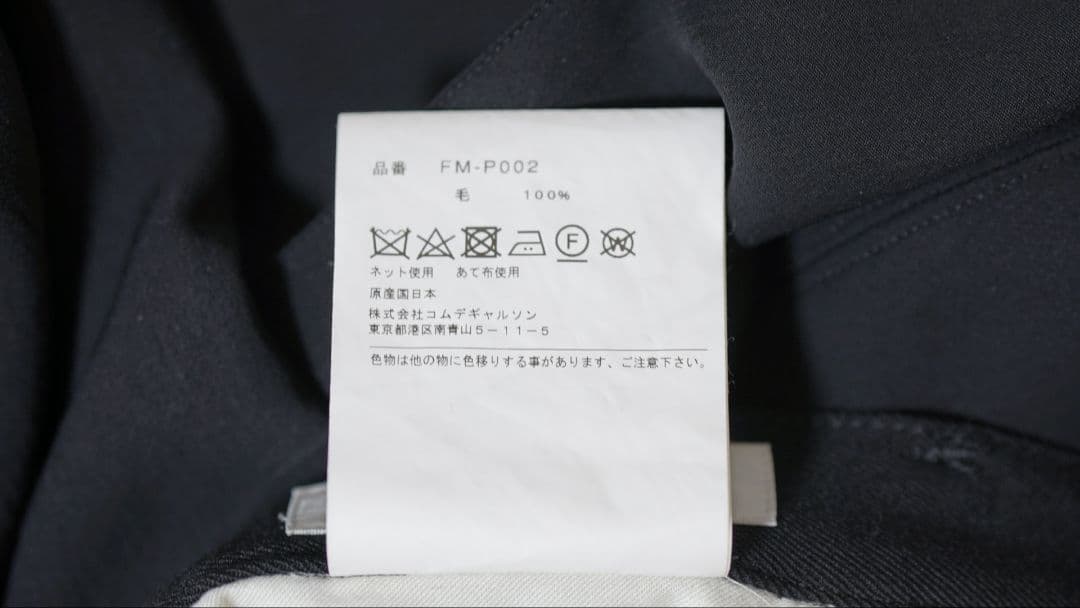 品番 FM-P002
毛 100%
F W
ネット使用 あて布使用
原産国日本
株式会社コムデギャルソン
東京都港区南青山5-11-5
色物は他の物に色移りする事があります、ご注意下さい。